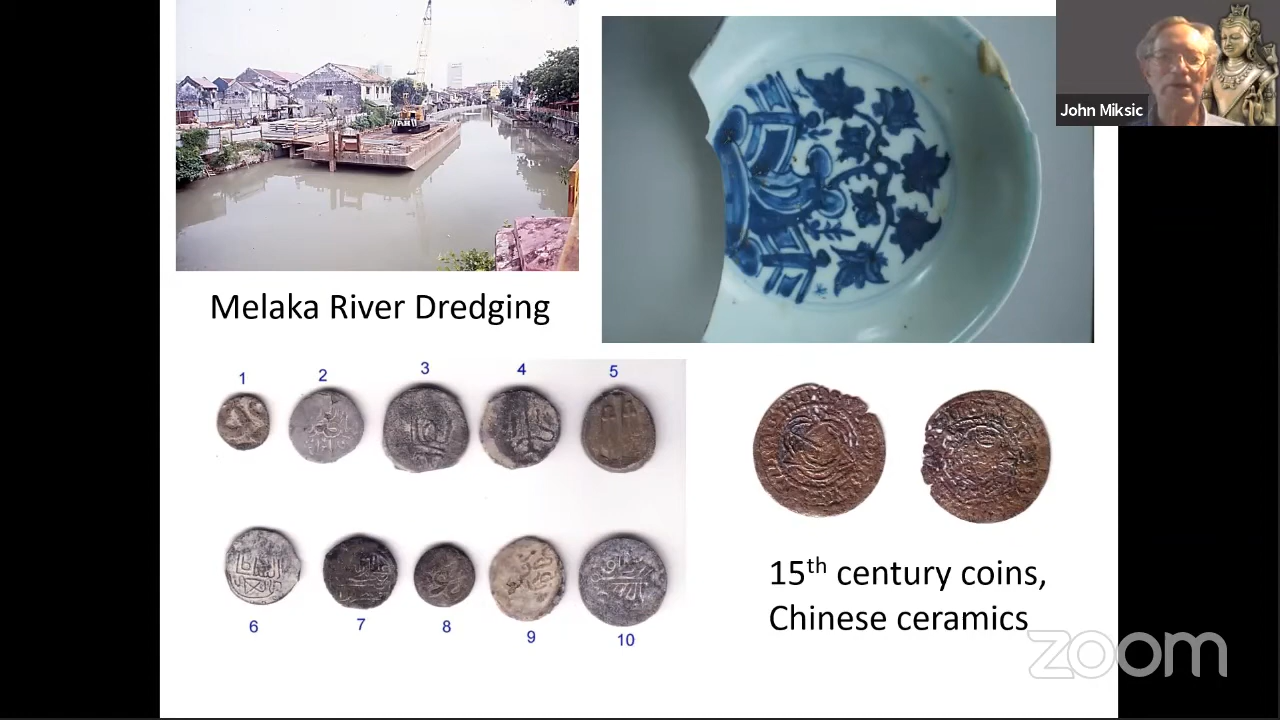 John Miksic
Melaka River Dredging
1
2
3
4
5
6
7
8
9
10
15th century coins,
Chinese ceramics
zoom